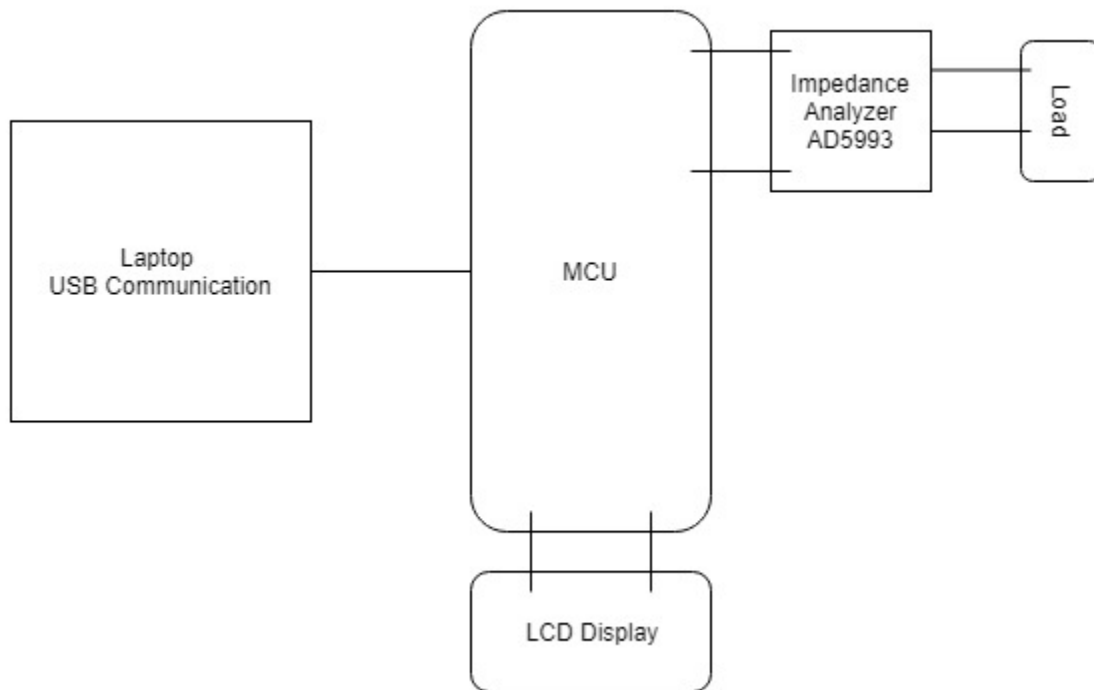 Laptop
USB Communication
MCU
Impedance
Analyzer
AD5993
Load
LCD Display